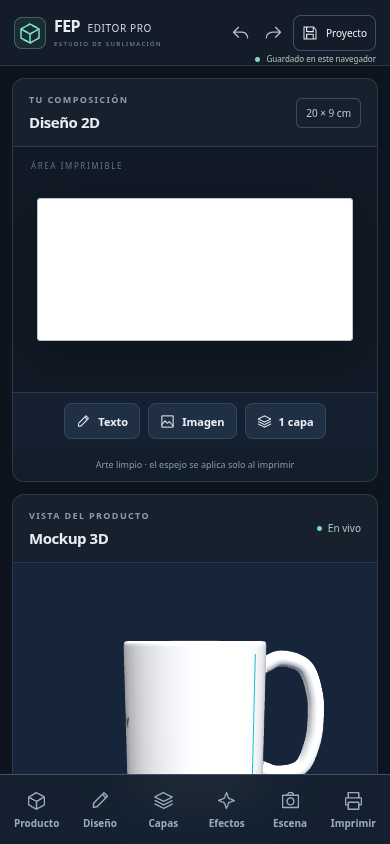 FEP EDITOR PRO
ESTUDIO DE SUBLIMACIÓN
Proyecto
Guardado en este navegador
TU COMPOSICIÓN
Diseño 2D
20 × 9 cm
ÁREA IMPRIMIBLE
Texto
Imagen
1 capa
Arte limpio · el espejo se aplica solo al imprimir
VISTA DEL PRODUCTO
Mockup 3D
En vivo
Producto
Diseño
Capas
Efectos
Escena
Imprimir